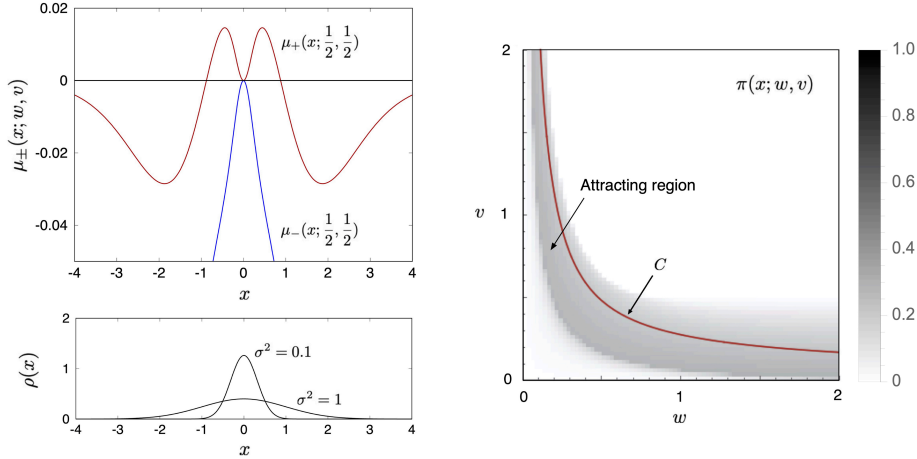 0.02
μ₊(x; 1/2, 1/2)
0
μ±(x; w, v)
-0.02
-0.04
μ₋(x; 1/2, 1/2)
-4 -3 -2 -1 0 1 2 3 4
x
2
σ² = 0.1
ρ(x)
1
σ² = 1
0
-4 -3 -2 -1 0 1 2 3 4
x
2
π(x; w, v)
Attracting region
v
1
C
0
0 1 2
w
1.0
0.8
0.6
0.4
0.2
0